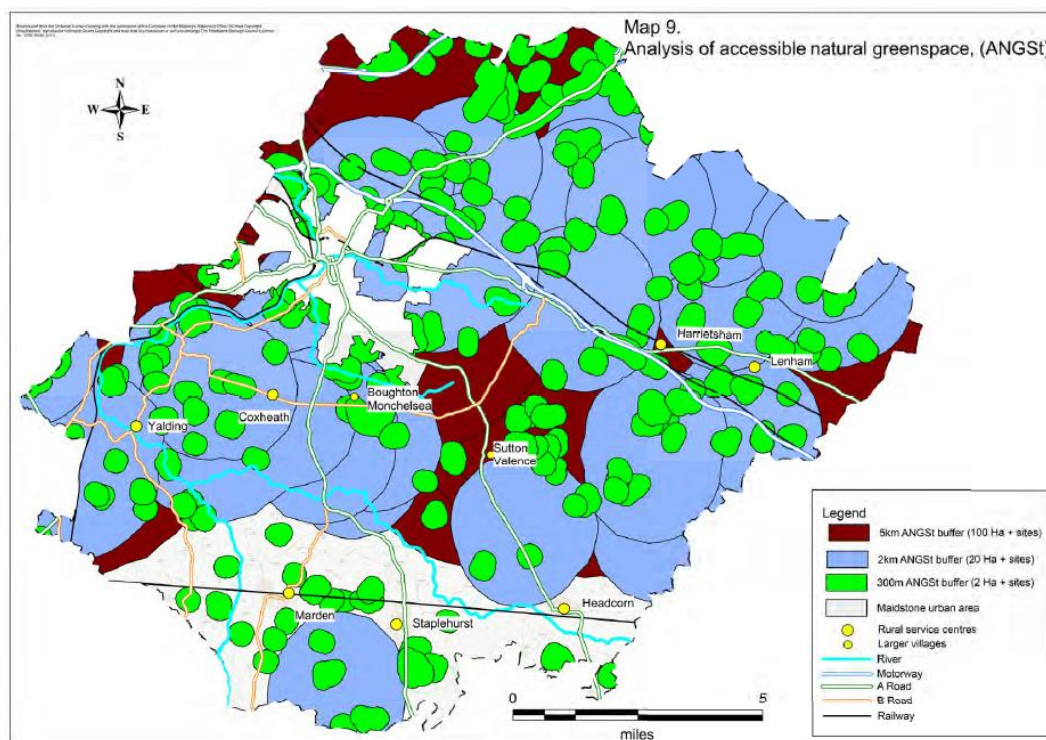 Map 9.
Analysis of accessible natural greenspace, (ANGSt)
N
W
E
S
Harrietsham
Lenham
Boughton
Monchelsea
Coxheath
Yalding
Sutton
Valence
Headcorn
Marden
Staplehurst
Legend
5km ANGSt buffer (100 Ha + sites)
2km ANGSt buffer (20 Ha + sites)
300m ANGSt buffer (2 Ha + sites)
Maidstone urban area
Rural service centres
Larger villages
River
Motorway
A Road
B Road
Railway
0
5
miles